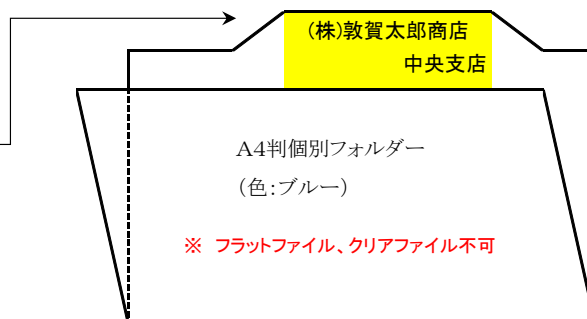 (株)敦賀太郎商店
中央支店
A4判個別フォルダー
(色:ブルー)
※ フラットファイル、クリアファイル不可